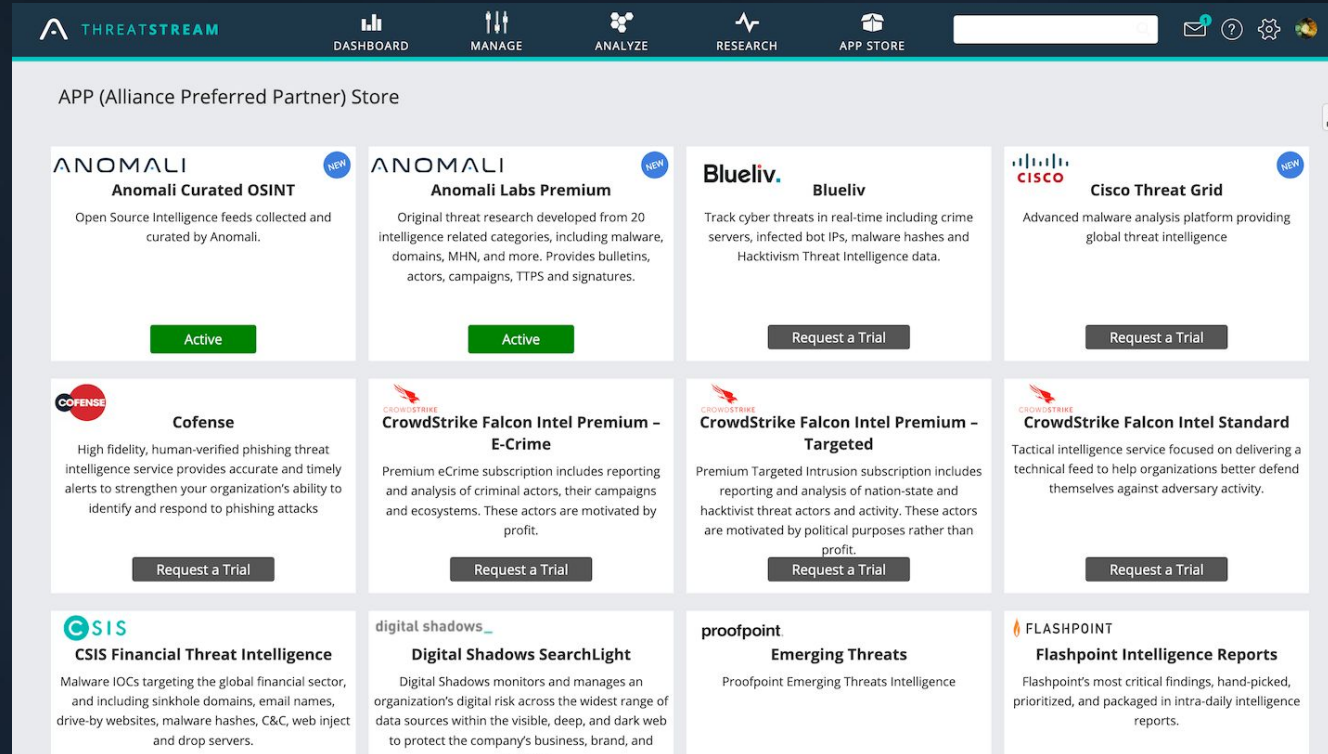 THREATSTREAM
DASHBOARD
MANAGE
ANALYZE
RESEARCH
APP STORE
1
?
APP (Alliance Preferred Partner) Store
ANOMALI
NEW
Anomali Curated OSINT
Open Source Intelligence feeds collected and
curated by Anomali.
Active
ANOMALI
NEW
Anomali Labs Premium
Original threat research developed from 20
intelligence related categories, including malware,
domains, MHN, and more. Provides bulletins,
actors, campaigns, TTPS and signatures.
Active
Blueliv.
Blueliv
Track cyber threats in real-time including crime
servers, infected bot IPs, malware hashes and
Hacktivism Threat Intelligence data.
Request a Trial
CISCO
NEW
Cisco Threat Grid
Advanced malware analysis platform providing
global threat intelligence
Request a Trial
COFENSE
Cofense
High fidelity, human-verified phishing threat
intelligence service provides accurate and timely
alerts to strengthen your organization's ability to
identify and respond to phishing attacks
Request a Trial
CROWDSTRIKE
CrowdStrike Falcon Intel Premium –
E-Crime
Premium eCrime subscription includes reporting
and analysis of criminal actors, their campaigns
and ecosystems. These actors are motivated by
profit.
Request a Trial
CROWDSTRIKE
CrowdStrike Falcon Intel Premium –
Targeted
Premium Targeted Intrusion subscription includes
reporting and analysis of nation-state and
hacktivist threat actors and activity. These actors
are motivated by political purposes rather than
profit.
Request a Trial
CROWDSTRIKE
CrowdStrike Falcon Intel Standard
Tactical intelligence service focused on delivering a
technical feed to help organizations better defend
themselves against adversary activity.
Request a Trial
CSIS
CSIS Financial Threat Intelligence
Malware IOCs targeting the global financial sector,
and including sinkhole domains, email names,
drive-by websites, malware hashes, C&C, web inject
and drop servers.
digital shadows_
Digital Shadows SearchLight
Digital Shadows monitors and manages an
organization's digital risk across the widest range of
data sources within the visible, deep, and dark web
to protect the company's business, brand, and
proofpoint.
Emerging Threats
Proofpoint Emerging Threats Intelligence
FLASHPOINT
Flashpoint Intelligence Reports
Flashpoint's most critical findings, hand-picked,
prioritized, and packaged in intra-daily intelligence
reports.